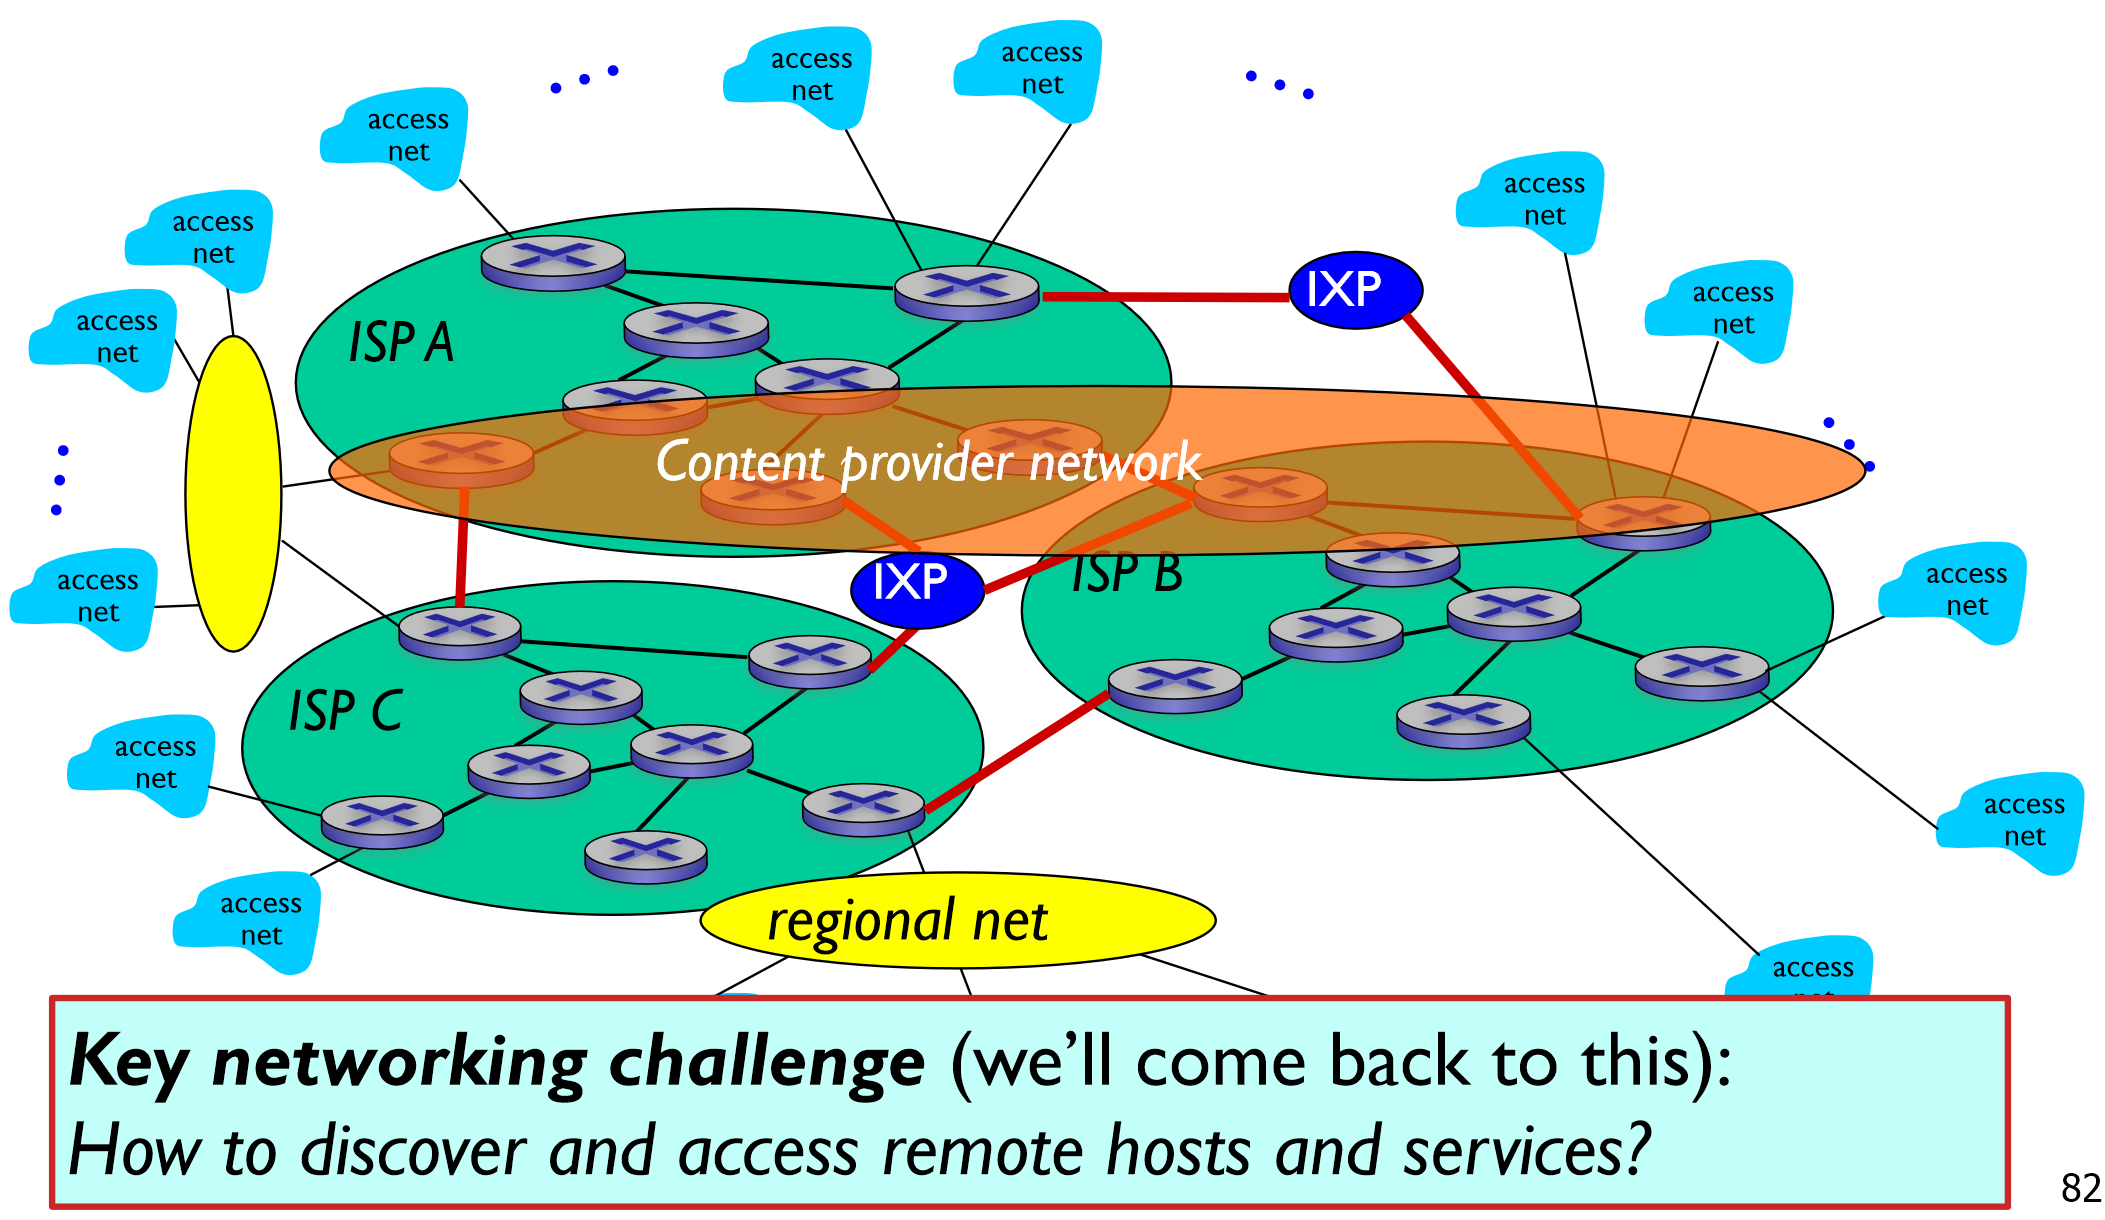 access
net
access
net
access
net
access
net
access
net
access
net
IXP
access
net
access
net
ISP A
Content provider network
IXP
ISP B
access
net
access
net
ISP C
access
net
access
net
access
net
regional net
access
Key networking challenge (we’ll come back to this):
How to discover and access remote hosts and services?
82